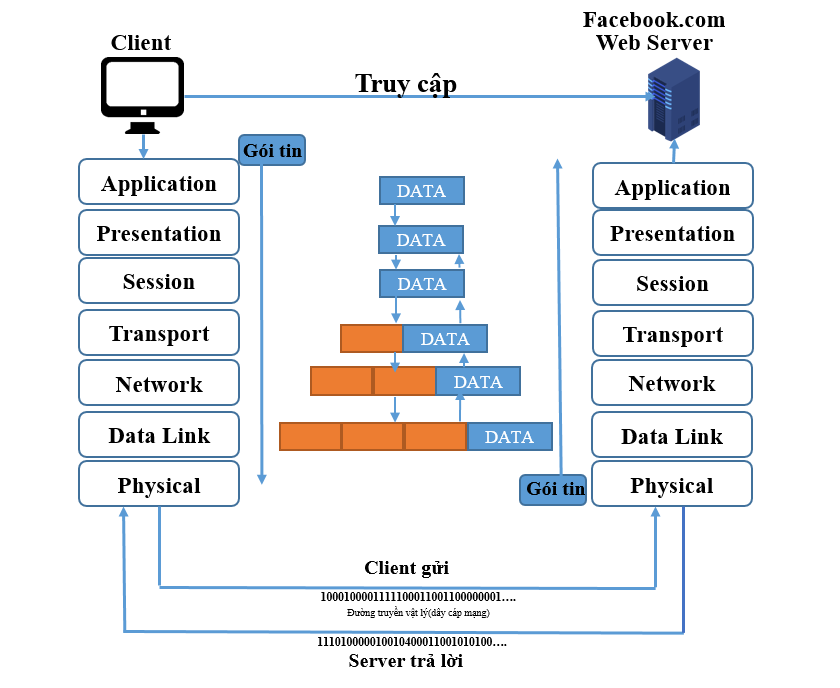 Client
Facebook.com
Web Server
Truy cập
Gói tin
Application
Presentation
Session
Transport
Network
Data Link
Physical
DATA
DATA
DATA
DATA
DATA
DATA
Application
Presentation
Session
Transport
Network
Data Link
Physical
Gói tin
Client gửi
1000100001111100011001100000001….
Đường truyền vật lý(dây cáp mạng)
11101000001001040001100101010​0….
Server trả lời